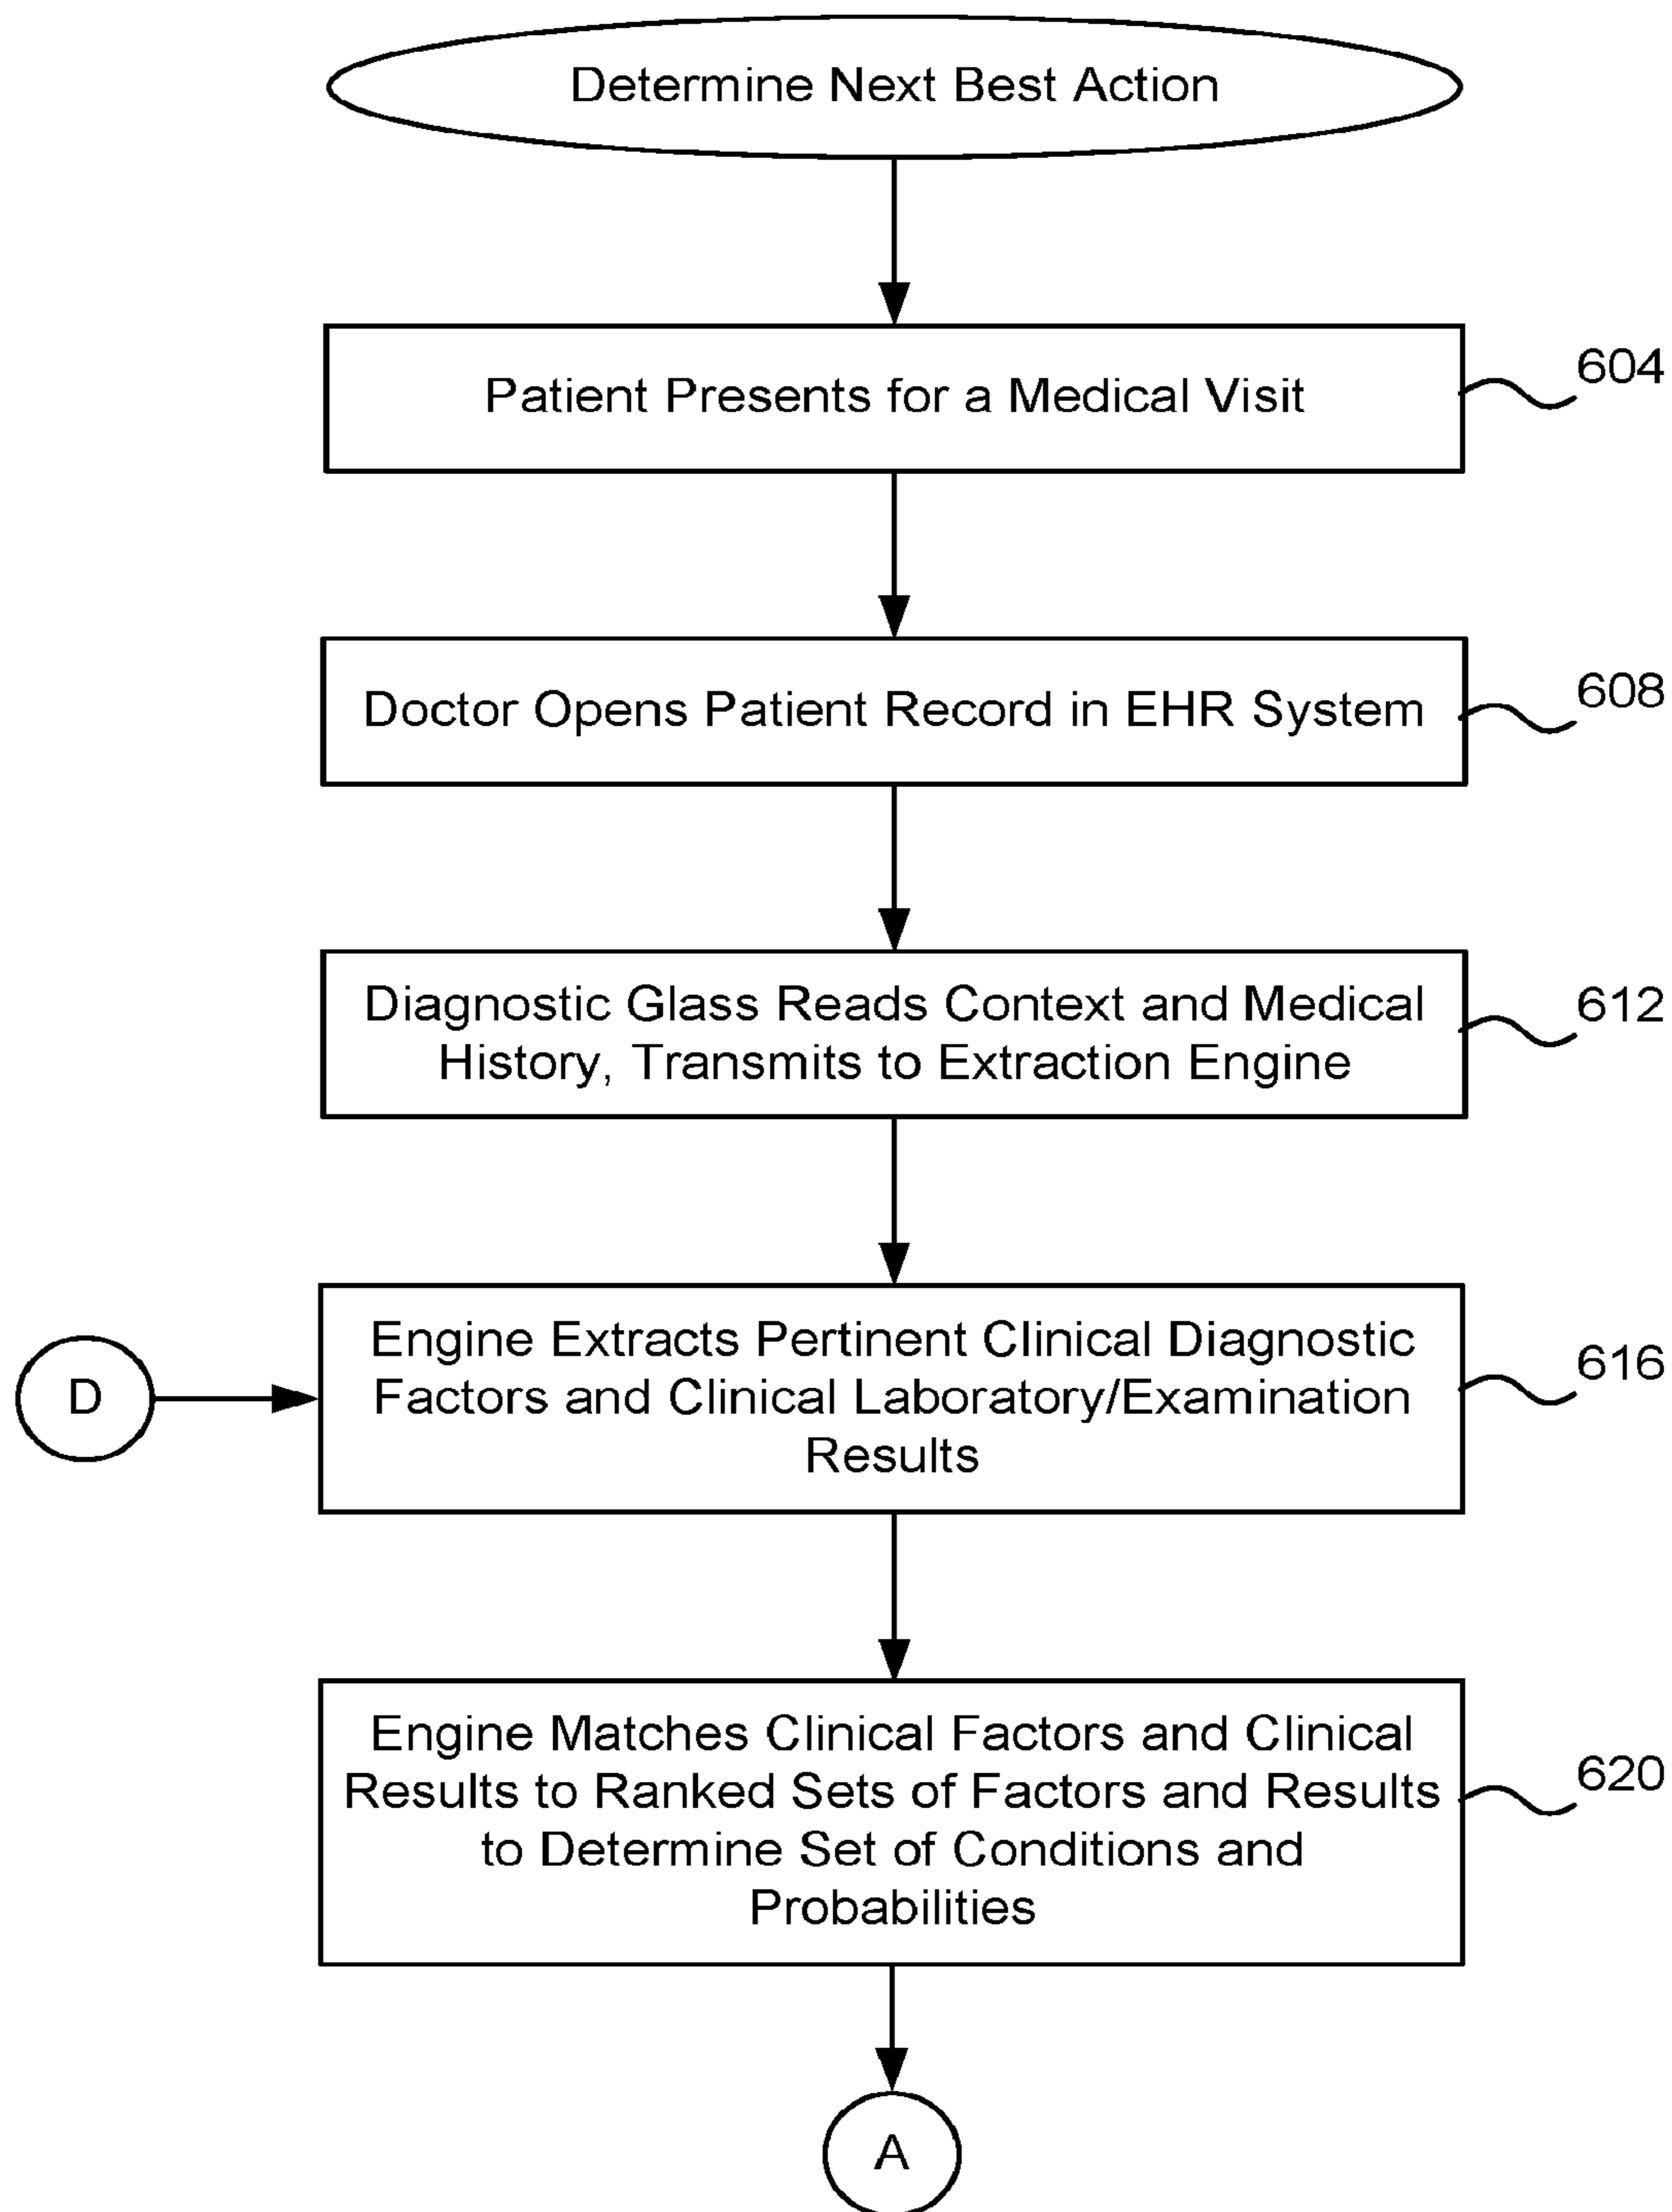 Determine Next Best Action
Patient Presents for a Medical Visit
604
Doctor Opens Patient Record in EHR System
608
Diagnostic Glass Reads Context and Medical
History, Transmits to Extraction Engine
612
Engine Extracts Pertinent Clinical Diagnostic
Factors and Clinical Laboratory/Examination
Results
616
D
Engine Matches Clinical Factors and Clinical
Results to Ranked Sets of Factors and Results
to Determine Set of Conditions and
Probabilities
620
A